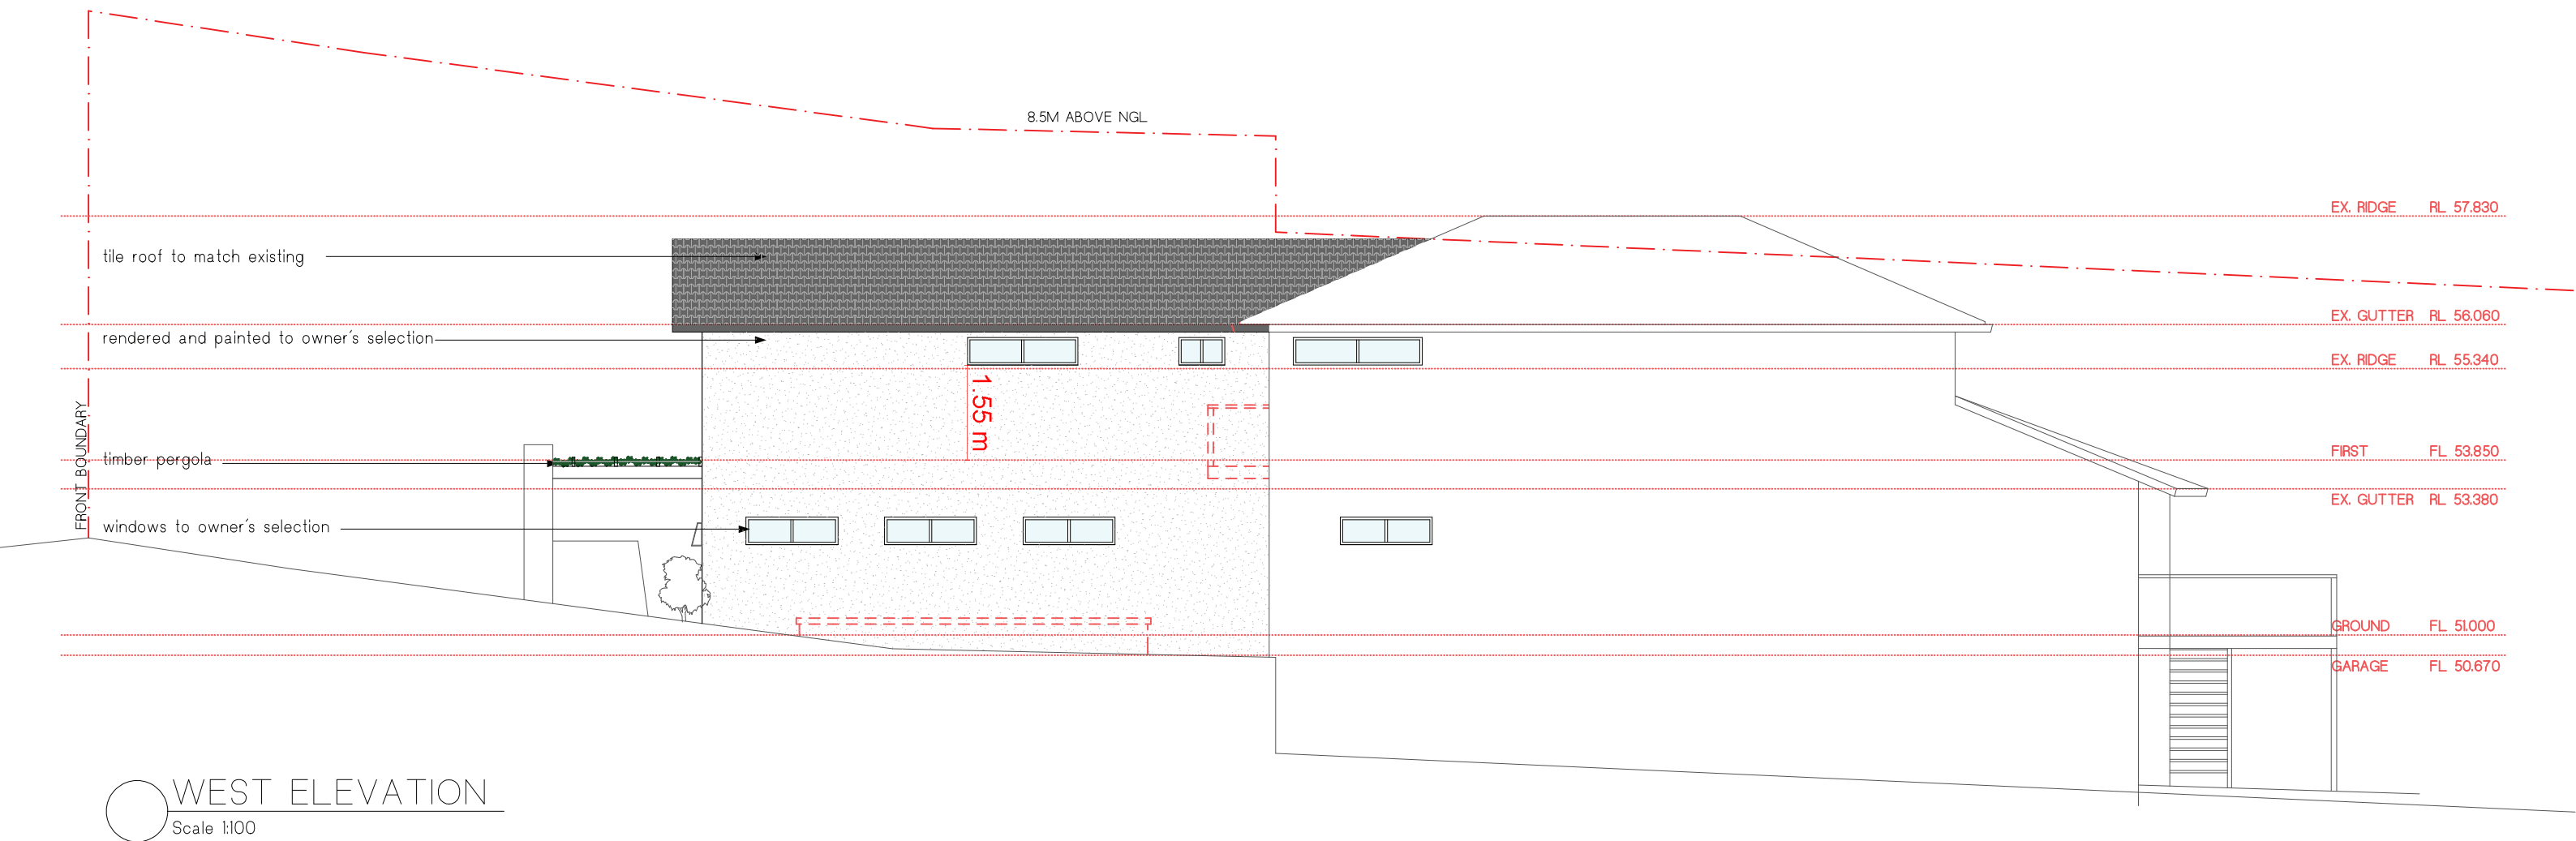 8.5M ABOVE NGL
EX. RIDGE RL 57.830
tile roof to match existing
EX. GUTTER RL 56.060
rendered and painted to owner's selection
EX. RIDGE RL 55.340
1.55 m
FRONT BOUNDARY
timber pergola
FIRST FL 53.850
EX. GUTTER RL 53.380
windows to owner's selection
GROUND FL 51.000
GARAGE FL 50.670
WEST ELEVATION
Scale 1:100